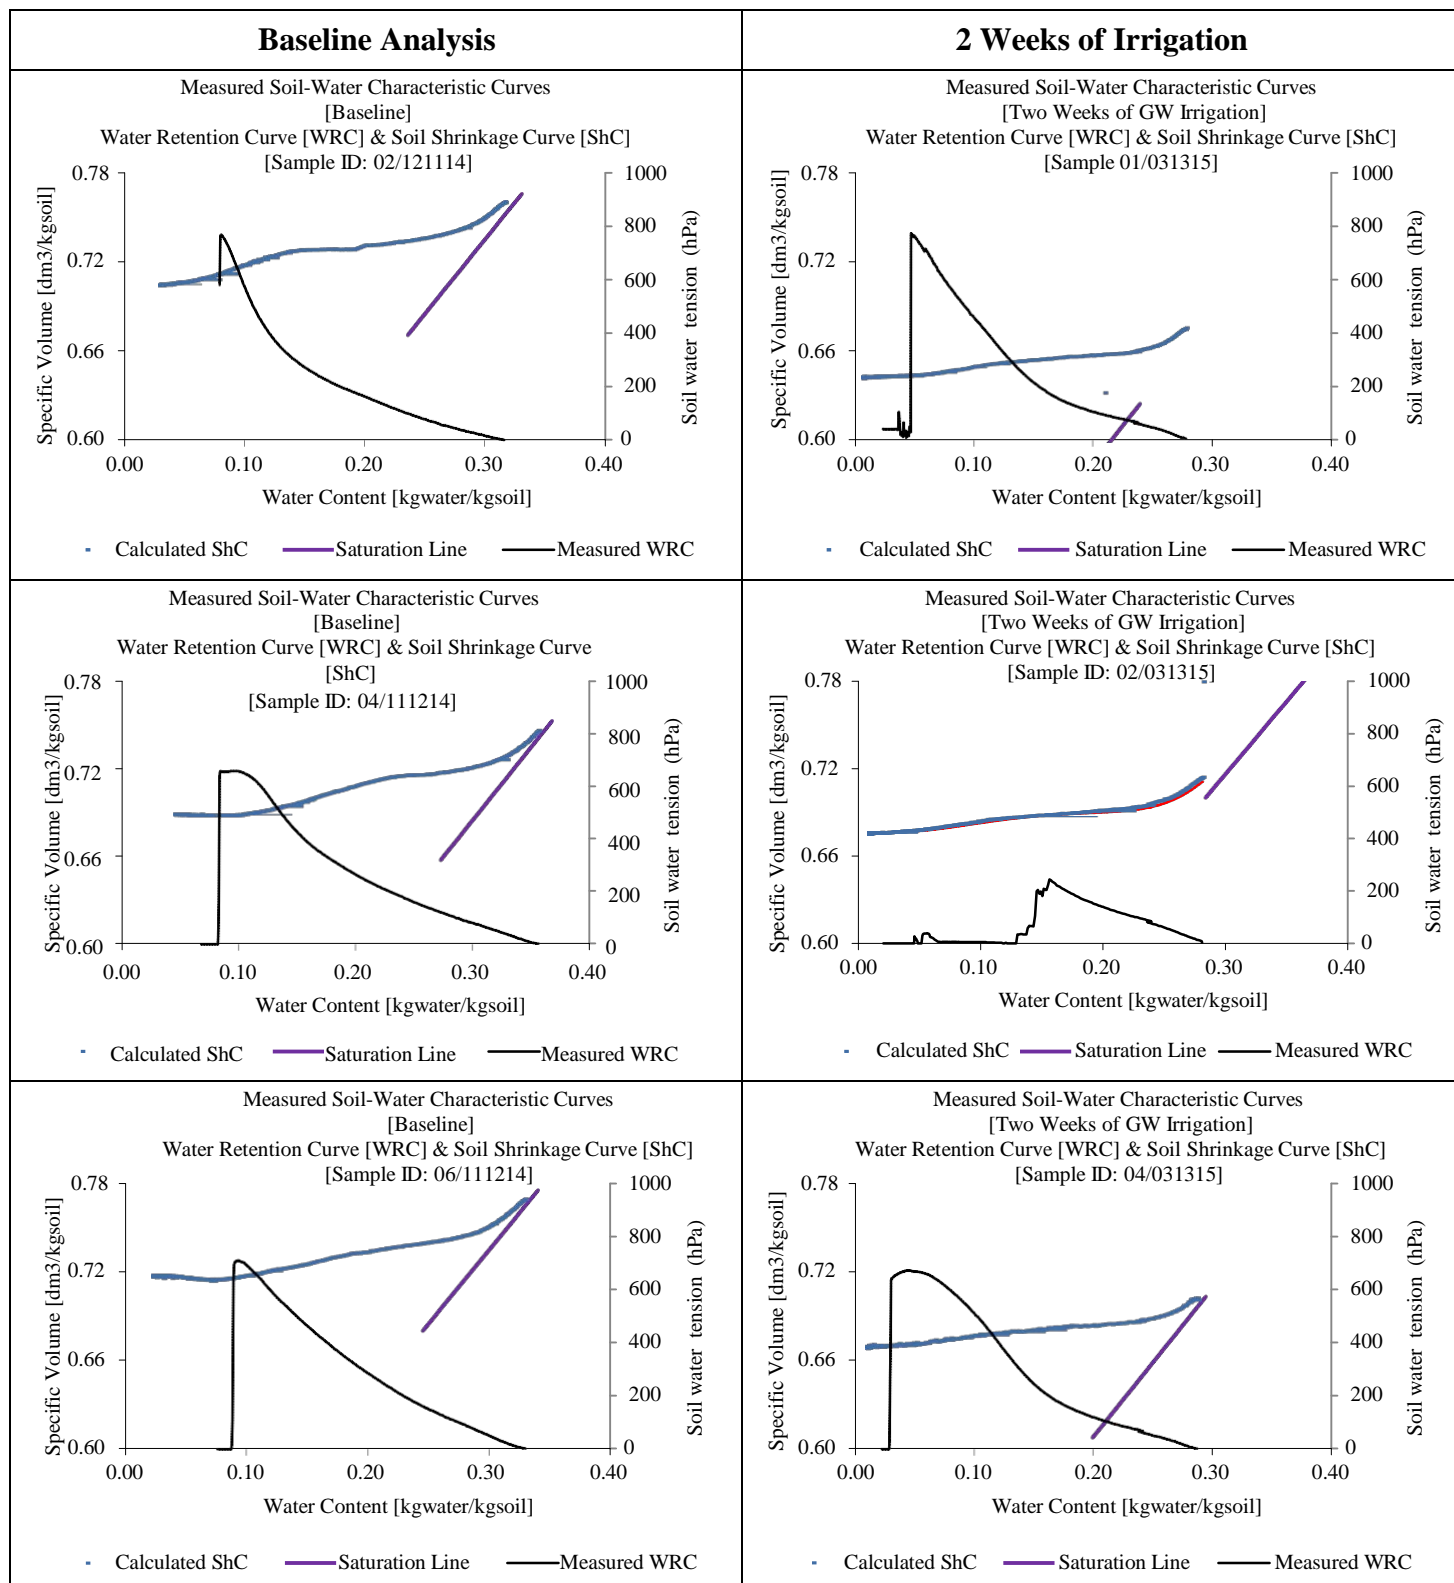 Baseline Analysis
2 Weeks of Irrigation
Measured Soil-Water Characteristic Curves
[Baseline]
Water Retention Curve [WRC] & Soil Shrinkage Curve [ShC]
[Sample ID: 02/121114]
Specific Volume [dm3/kgsoil]
0.78
0.72
0.66
0.60
1000
800
600
400
200
0
Soil water tension (hPa)
0.00 0.10 0.20 0.30 0.40
Water Content [kgwater/kgsoil]
Calculated ShC Saturation Line Measured WRC
Measured Soil-Water Characteristic Curves
[Two Weeks of GW Irrigation]
Water Retention Curve [WRC] & Soil Shrinkage Curve [ShC]
[Sample 01/031315]
Specific Volume [dm3/kgsoil]
0.78
0.72
0.66
0.60
1000
800
600
400
200
0
Soil water tension (hPa)
0.00 0.10 0.20 0.30 0.40
Water Content [kgwater/kgsoil]
Calculated ShC Saturation Line Measured WRC
Measured Soil-Water Characteristic Curves
[Baseline]
Water Retention Curve [WRC] & Soil Shrinkage Curve
[ShC]
[Sample ID: 04/111214]
Specific Volume [dm3/kgsoil]
0.78
0.72
0.66
0.60
1000
800
600
400
200
0
Soil water tension (hPa)
0.00 0.10 0.20 0.30 0.40
Water Content [kgwater/kgsoil]
Calculated ShC Saturation Line Measured WRC
Measured Soil-Water Characteristic Curves
[Two Weeks of GW Irrigation]
Water Retention Curve [WRC] & Soil Shrinkage Curve [ShC]
[Sample ID: 02/031315]
Specific Volume [dm3/kgsoil]
0.78
0.72
0.66
0.60
1000
800
600
400
200
0
Soil water tension (hPa)
0.00 0.10 0.20 0.30 0.40
Water Content [kgwater/kgsoil]
Calculated ShC Saturation Line Measured WRC
Measured Soil-Water Characteristic Curves
[Baseline]
Water Retention Curve [WRC] & Soil Shrinkage Curve [ShC]
[Sample ID: 06/111214]
Specific Volume [dm3/kgsoil]
0.78
0.72
0.66
0.60
1000
800
600
400
200
0
Soil water tension (hPa)
0.00 0.10 0.20 0.30 0.40
Water Content [kgwater/kgsoil]
Calculated ShC Saturation Line Measured WRC
Measured Soil-Water Characteristic Curves
[Two Weeks of GW Irrigation]
Water Retention Curve [WRC] & Soil Shrinkage Curve [ShC]
[Sample ID: 04/031315]
Specific Volume [dm3/kgsoil]
0.78
0.72
0.66
0.60
1000
800
600
400
200
0
Soil water tension (hPa)
0.00 0.10 0.20 0.30 0.40
Water Content [kgwater/kgsoil]
Calculated ShC Saturation Line Measured WRC